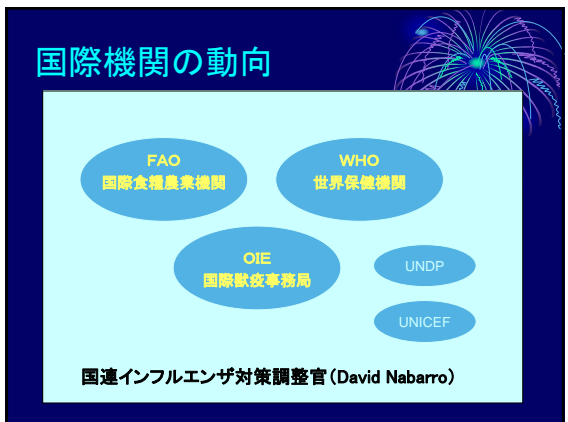 国際機関の動向
FAO
国際食糧農業機関
WHO
世界保健機関
OIE
国際獣疫事務局
UNDP
UNICEF
国連インフルエンザ対策調整官(David Nabarro)